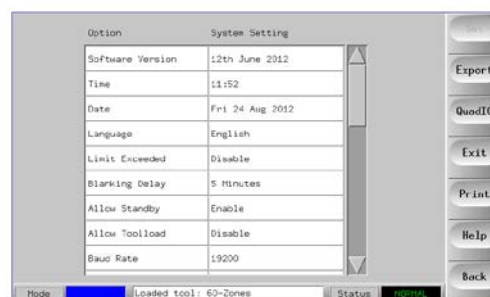 Option System Setting
Software Version 12th June 2012
Time 11:52
Date Fri 24 Aug 2012
Language English
Limit Exceeded Disable
Blanking Delay 5 Minutes
Allow Standby Enable
Allow Toolload Disable
Baud Rate 19200
Set
Export
QuadIO
Exit
Print
Help
Back
Mode Loaded tool: 60-Zones Status NORMAL